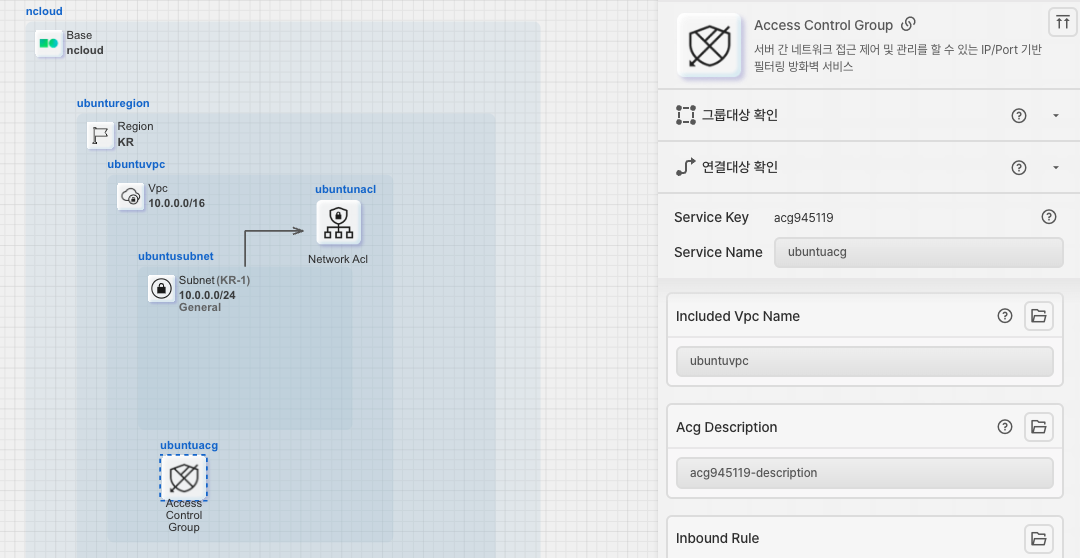 ncloud
Base
ncloud
ubunturegion
Region
KR
ubuntuvpc
Vpc
10.0.0.0/16
ubuntunacl
Network Acl
ubuntusubnet
Subnet (KR-1)
10.0.0.0/24
General
ubuntuacg
Access
Control
Group
Access Control Group
서버 간 네트워크 접근 제어 및 관리를 할 수 있는 IP/Port 기반
필터링 방화벽 서비스
그룹대상 확인
연결대상 확인
Service Key acg945119
Service Name ubuntuacg
Included Vpc Name
ubuntuvpc
Acg Description
acg945119-description
Inbound Rule